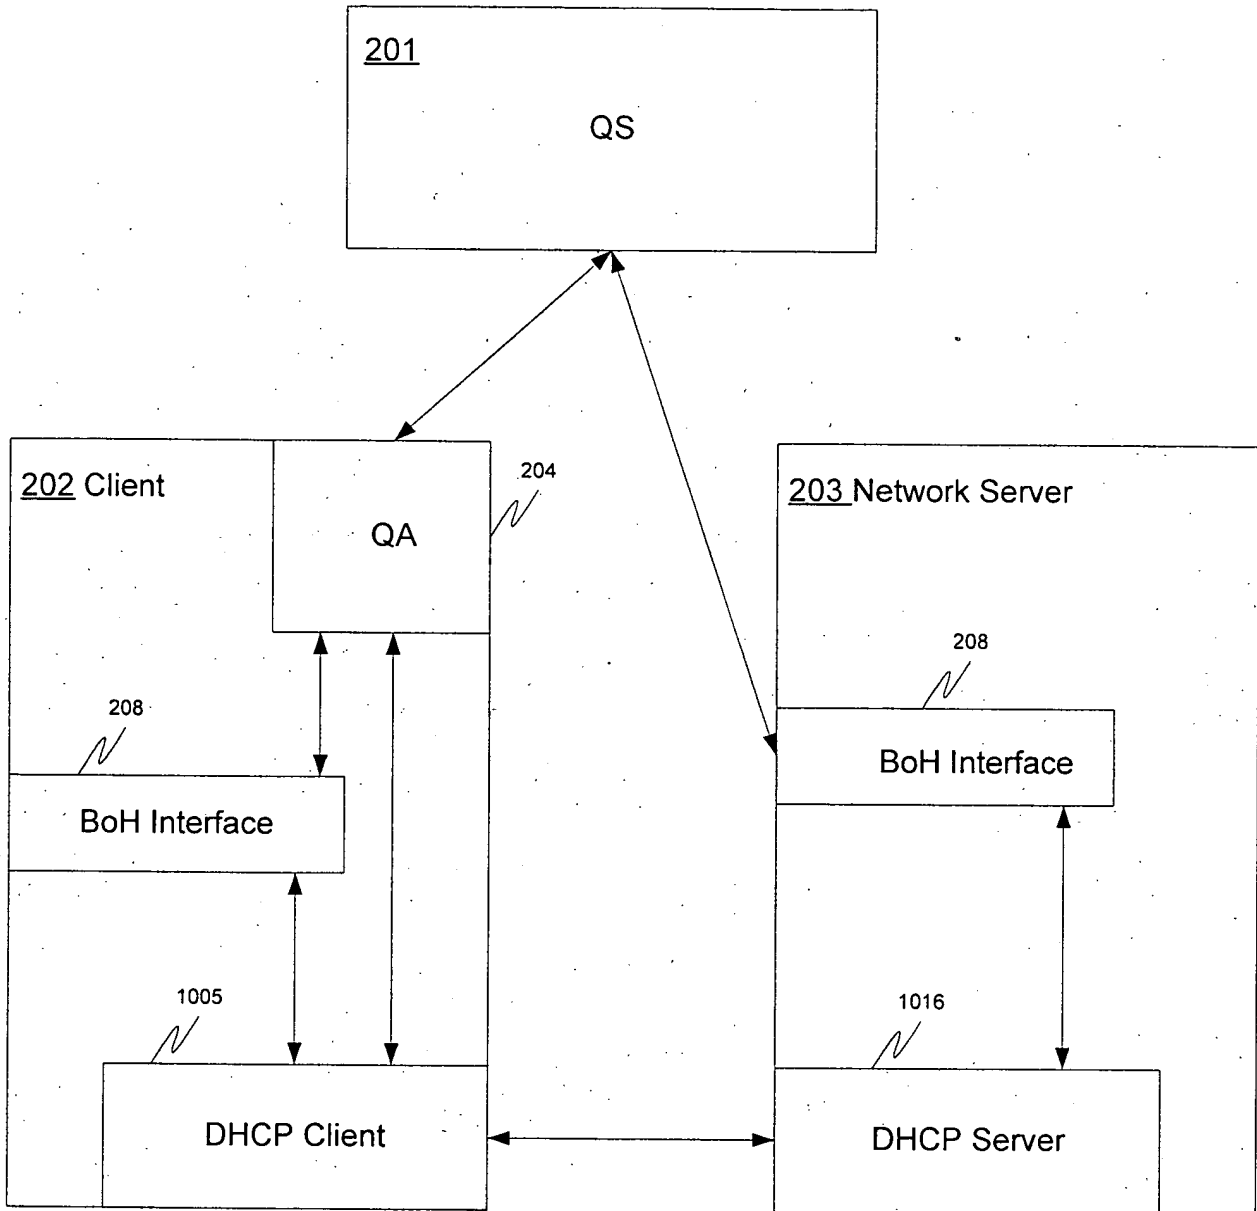 201
QS
202 Client
204
QA
203 Network Server
208
208
BoH Interface
BoH Interface
1005
1016
DHCP Client
DHCP Server